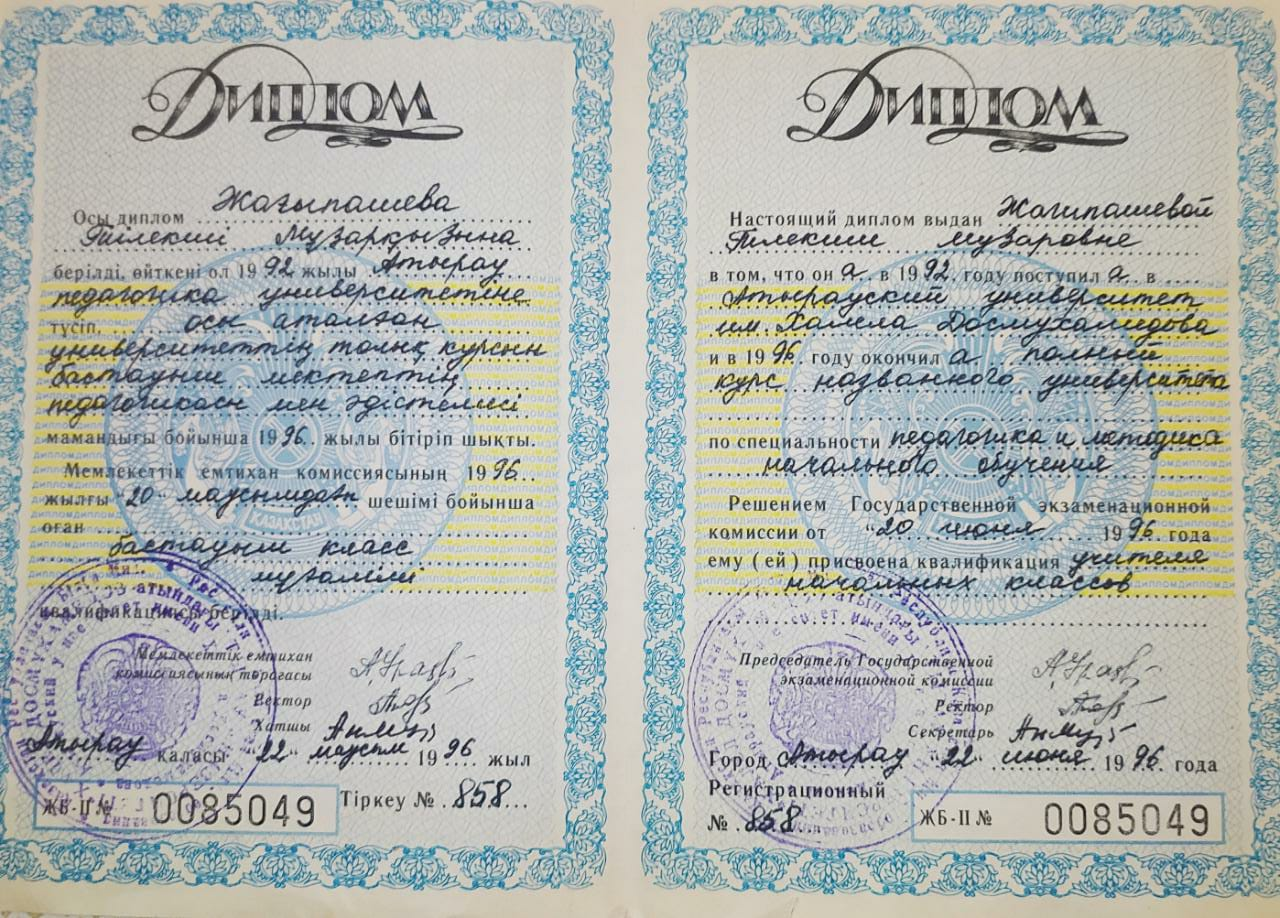 Диплом
Осы диплом Жағыпашева
Тілекші Музарқызына
берілді, өйткені ол 1992 жылы Атырау
педагогика университетіне
түсіп, осы аталған
университеттің толық курсын
бастауыш мектептің
педагогикасы мен әдістемесі
мамандығы бойынша 1996. жылы бітіріп шықты.
Мемлекеттік емтихан комиссиясының 1996
жылғы "20" маусымдағы шешімі бойынша
оған
бастауыш класс
мұғалімі
квалификациясы берілді.
Мемлекеттік емтихан
комиссиясының төрағасы
Ректор
Хатшы
Атырау қаласы "22" маусым 1996 жыл
ЖБ-II № 0085049 Тіркеу № 858
КАЗАХСТАН
Диплом
Настоящий диплом выдан Жагипашевой
Тілекши Музаровне
в том, что он а. в 1992. году поступил а. в
Атырауский университет
им. Халела Досмухамедова
и в 1996. году окончил а полный
курс названного университета
по специальности педагогика и методика
начального обучения
Решением Государственной экзаменационной
комиссии от "20 июня 1996 года
ему ( ей ) присвоена квалификация учителя
начальных классов
Председатель Государственной
экзаменационной комиссии
Ректор
Секретарь
Город Атырау "22" июня 1996. года
Регистрационный
№ 858
ЖБ-II № 0085049